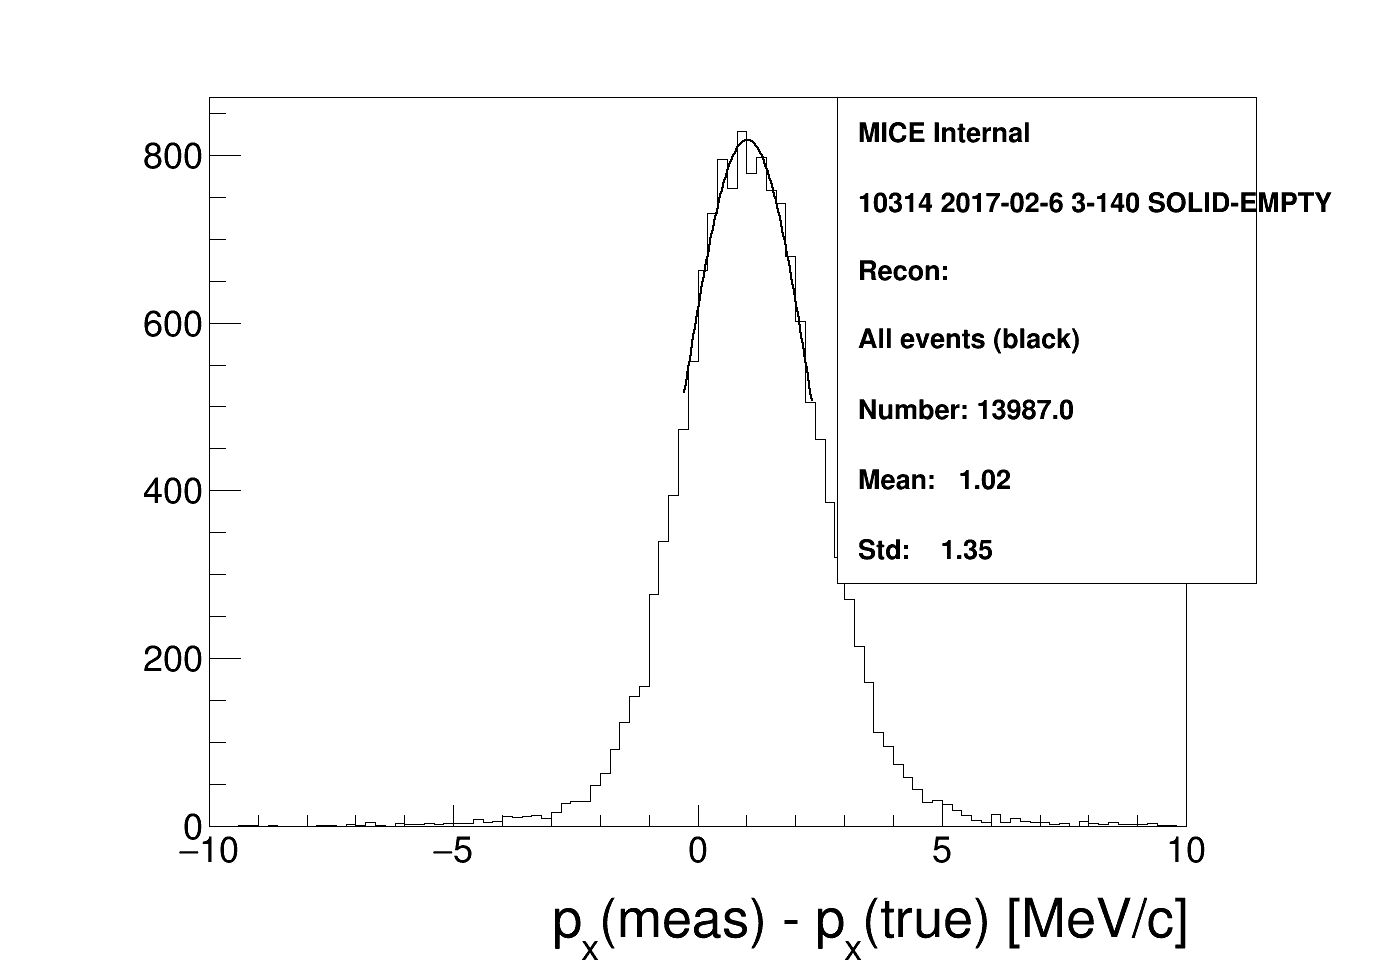 MICE Internal
10314 2017-02-6 3-140 SOLID-EMPTY
Recon:
All events (black)
Number: 13987.0
Mean: 1.02
Std: 1.35
800
600
400
200
0
−10 −5 0 5 10
px(meas) - px(true) [MeV/c]